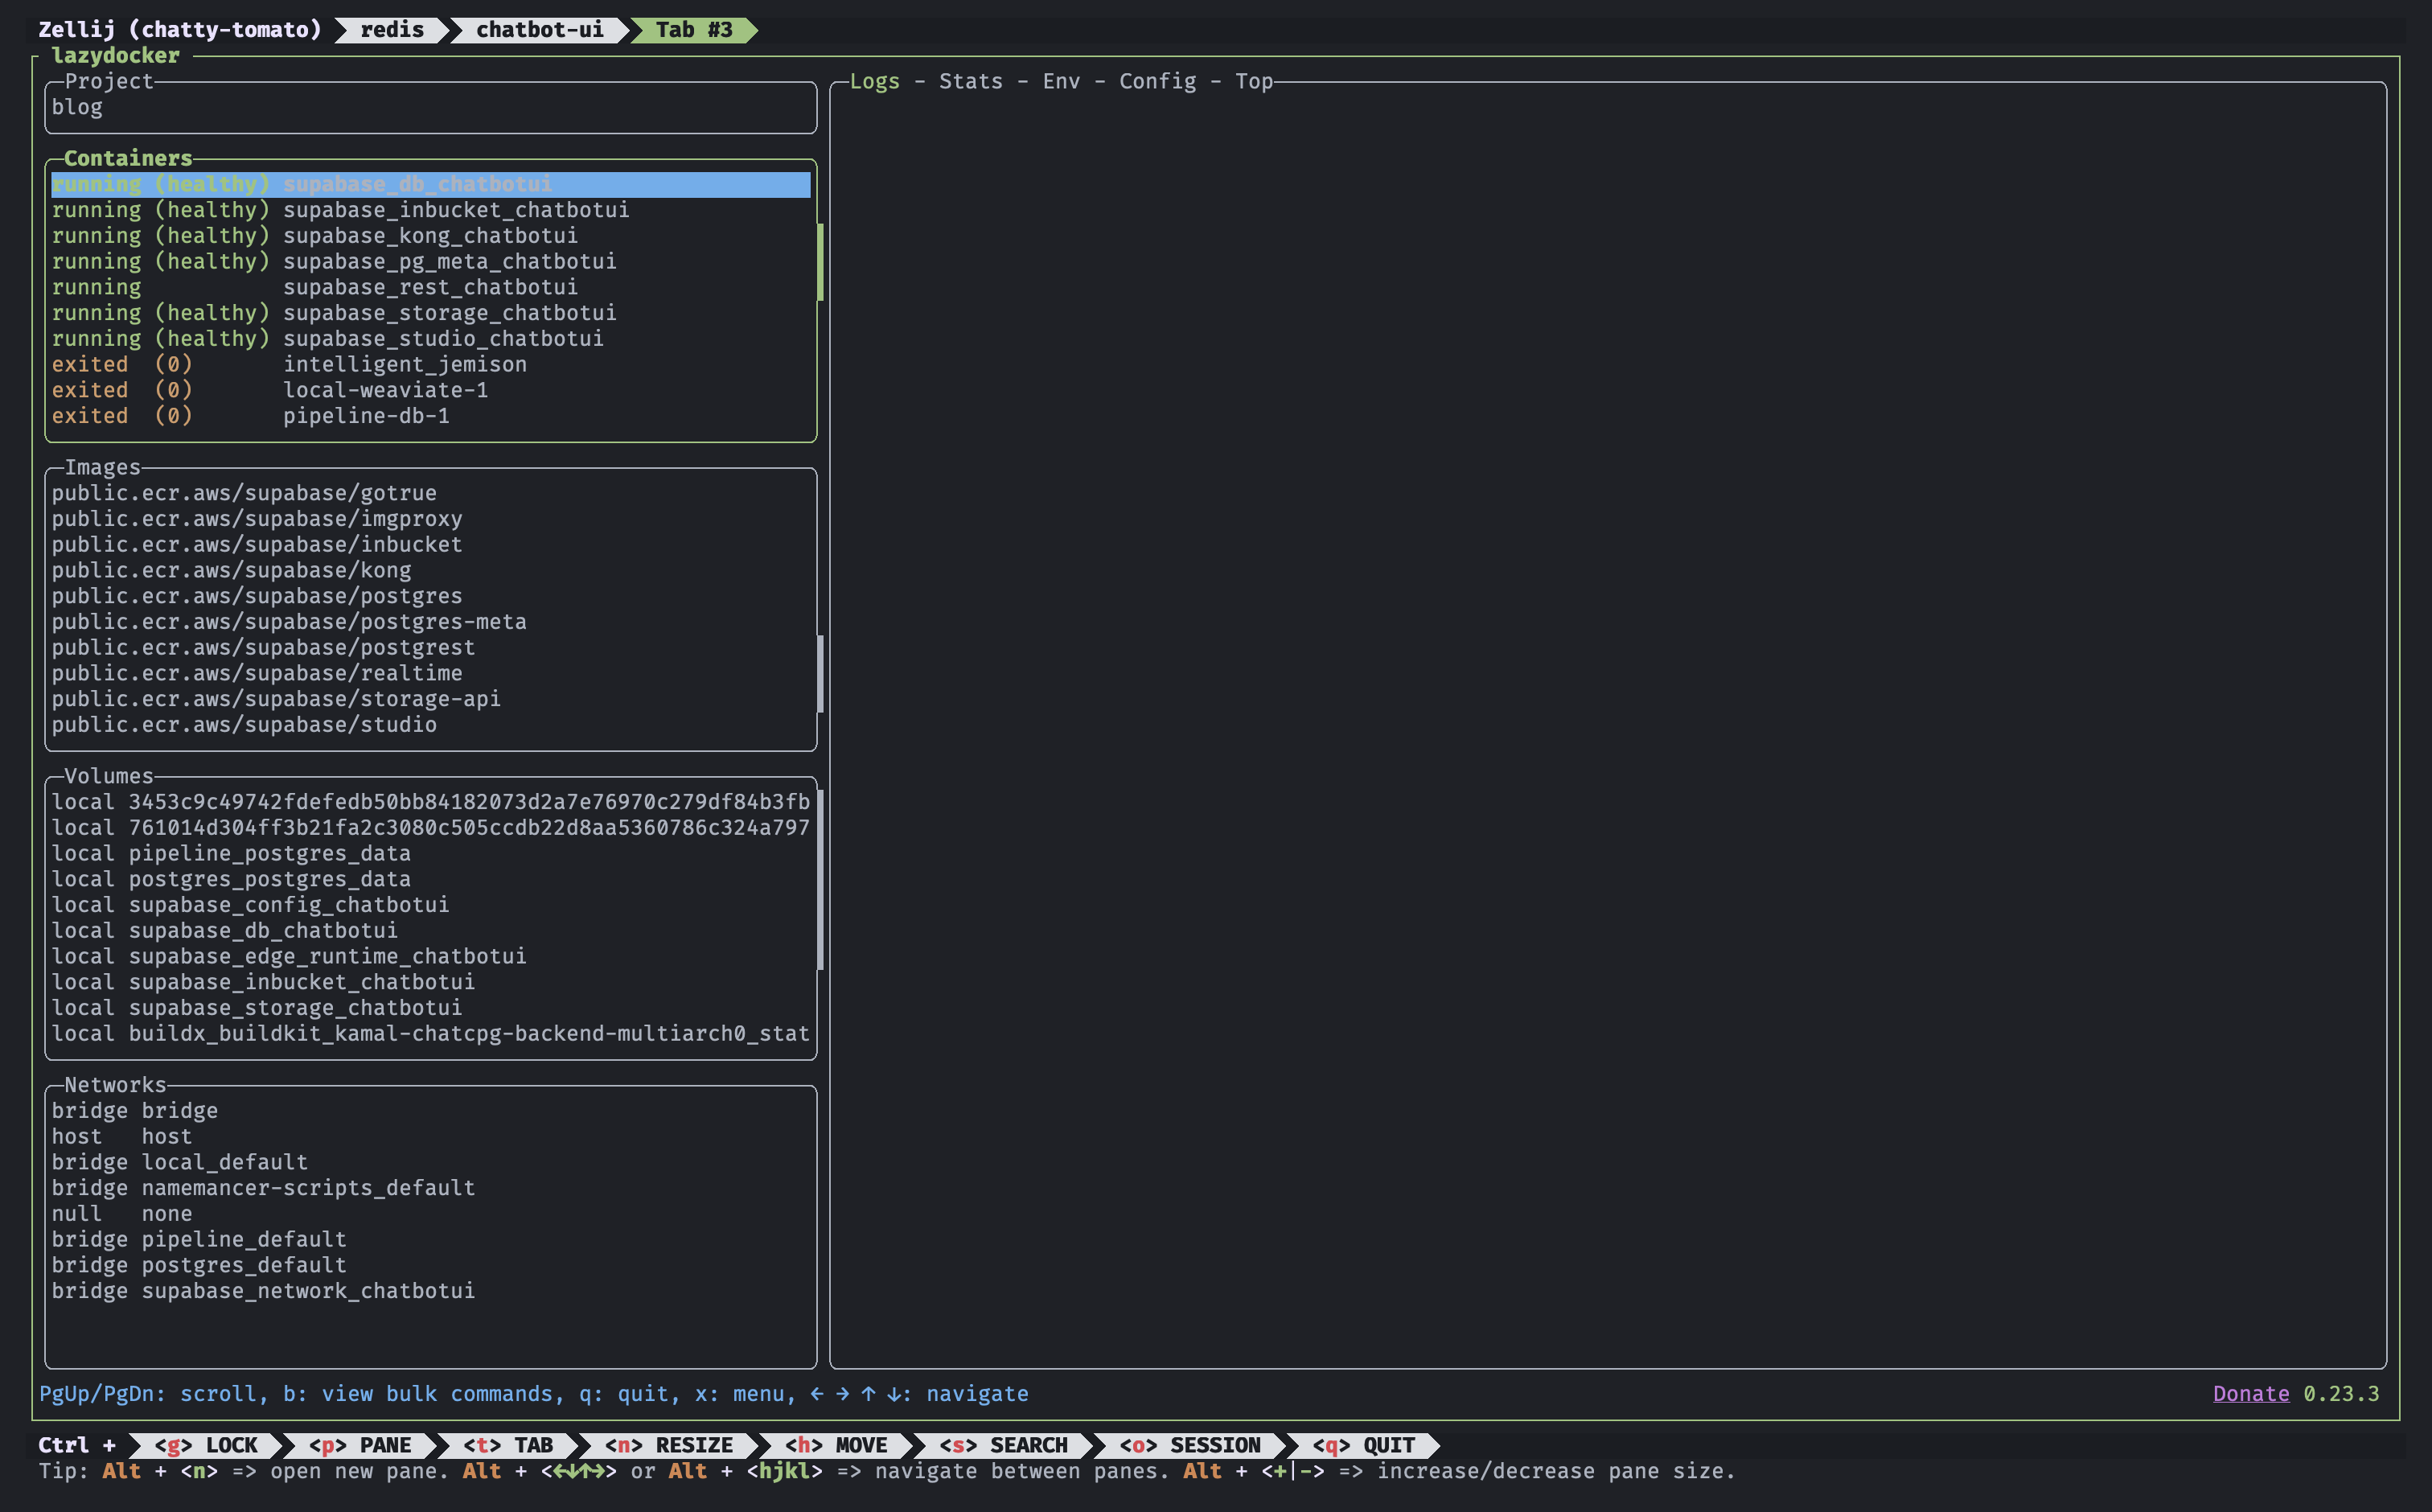 Zellij (chatty-tomato) redis chatbot-ui Tab #3
lazydocker
Project
blog
Containers
running (healthy) supabase_db_chatbotui
running (healthy) supabase_inbucket_chatbotui
running (healthy) supabase_kong_chatbotui
running (healthy) supabase_pg_meta_chatbotui
running supabase_rest_chatbotui
running (healthy) supabase_storage_chatbotui
running (healthy) supabase_studio_chatbotui
exited (0) intelligent_jemison
exited (0) local-weaviate-1
exited (0) pipeline-db-1
Images
public.ecr.aws/supabase/gotrue
public.ecr.aws/supabase/imgproxy
public.ecr.aws/supabase/inbucket
public.ecr.aws/supabase/kong
public.ecr.aws/supabase/postgres
public.ecr.aws/supabase/postgres-meta
public.ecr.aws/supabase/postgrest
public.ecr.aws/supabase/realtime
public.ecr.aws/supabase/storage-api
public.ecr.aws/supabase/studio
Volumes
local 3453c9c49742fdefedb50bb84182073d2a7e76970c279df84b3fb
local 761014d304ff3b21fa2c3080c505ccdb22d8aa5360786c324a797
local pipeline_postgres_data
local postgres_postgres_data
local supabase_config_chatbotui
local supabase_db_chatbotui
local supabase_edge_runtime_chatbotui
local supabase_inbucket_chatbotui
local supabase_storage_chatbotui
local buildx_buildkit_kamal-chatcpg-backend-multiarch0_stat
Networks
bridge bridge
host host
bridge local_default
bridge namemancer-scripts_default
null none
bridge pipeline_default
bridge postgres_default
bridge supabase_network_chatbotui
Logs - Stats - Env - Config - Top
PgUp/PgDn: scroll, b: view bulk commands, q: quit, x: menu, ← → ↑ ↓: navigate
Donate 0.23.3
Ctrl + <g> LOCK <p> PANE <t> TAB <n> RESIZE <h> MOVE <s> SEARCH <o> SESSION <q> QUIT
Tip: Alt + <n> => open new pane. Alt + <←↓↑→> or Alt + <hjkl> => navigate between panes. Alt + <+|-> => increase/decrease pane size.